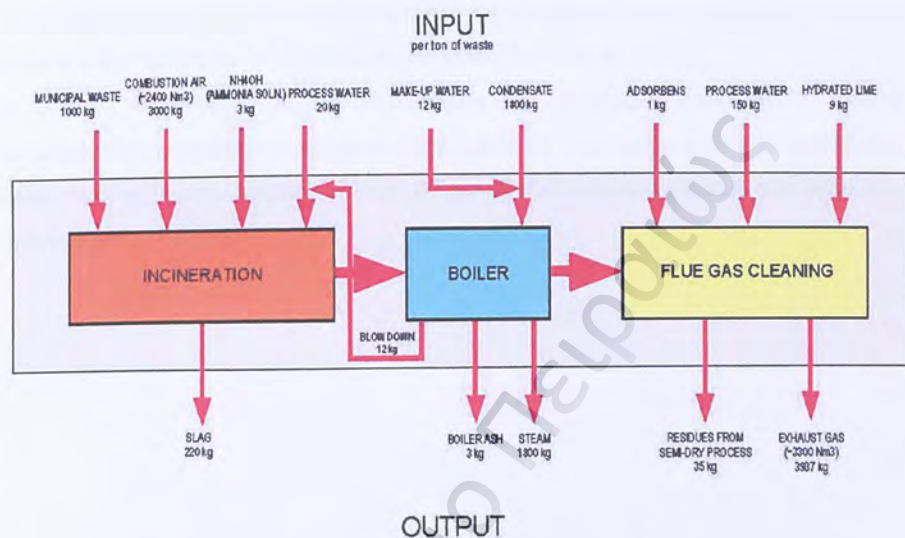 INPUT
per ton of waste
MUNICIPAL WASTE
1000 kg
COMBUSTION AIR
(~2400 Nm3)
3000 kg
NH4OH
(AMMONIA SOLN.)
3 kg
PROCESS WATER
20 kg
MAKE-UP WATER
12 kg
CONDENSATE
1800 kg
ADSORBENS
1 kg
PROCESS WATER
150 kg
HYDRATED LIME
9 kg
INCINERATION
BOILER
FLUE GAS CLEANING
BLOW DOWN
12 kg
SLAG
220 kg
BOILER ASH
3 kg
STEAM
1800 kg
RESIDUES FROM
SEMI-DRY PROCESS
35 kg
EXHAUST GAS
(~3300 Nm3)
3937 kg
OUTPUT
Πειραιώς